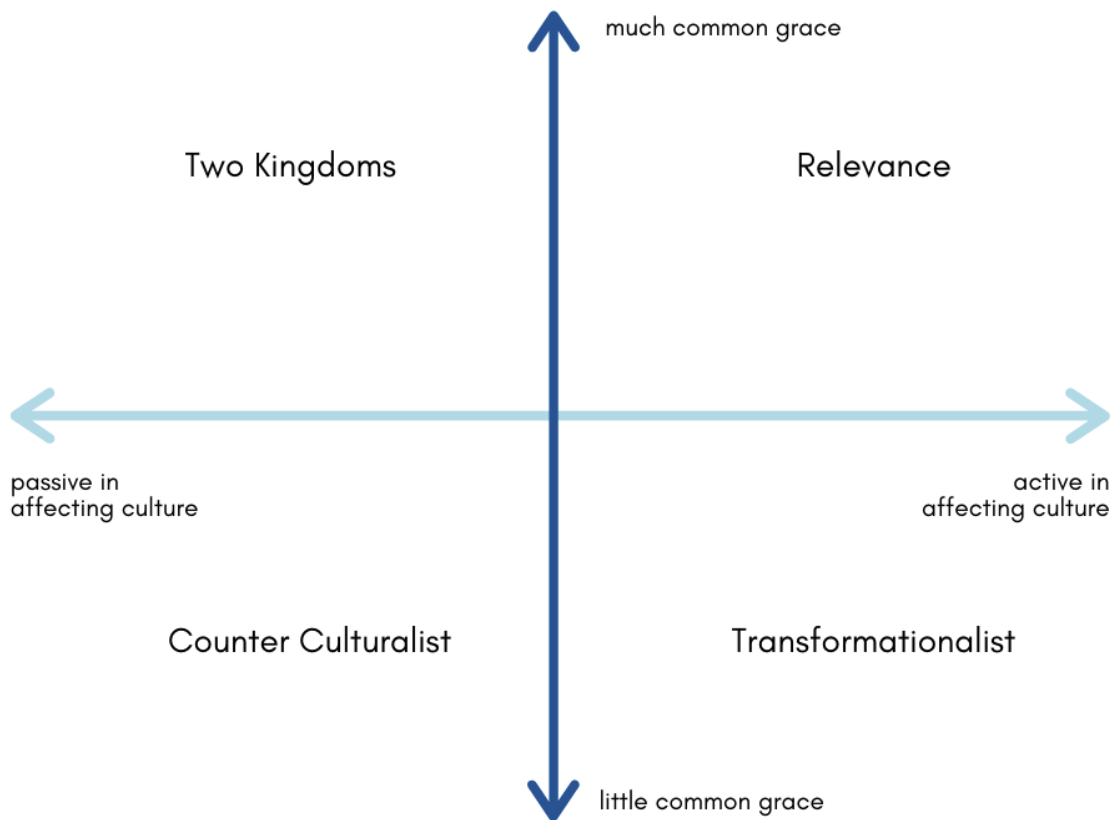 much common grace
Two Kingdoms
Relevance
passive in
affecting culture
active in
affecting culture
Counter Culturalist
Transformationalist
little common grace